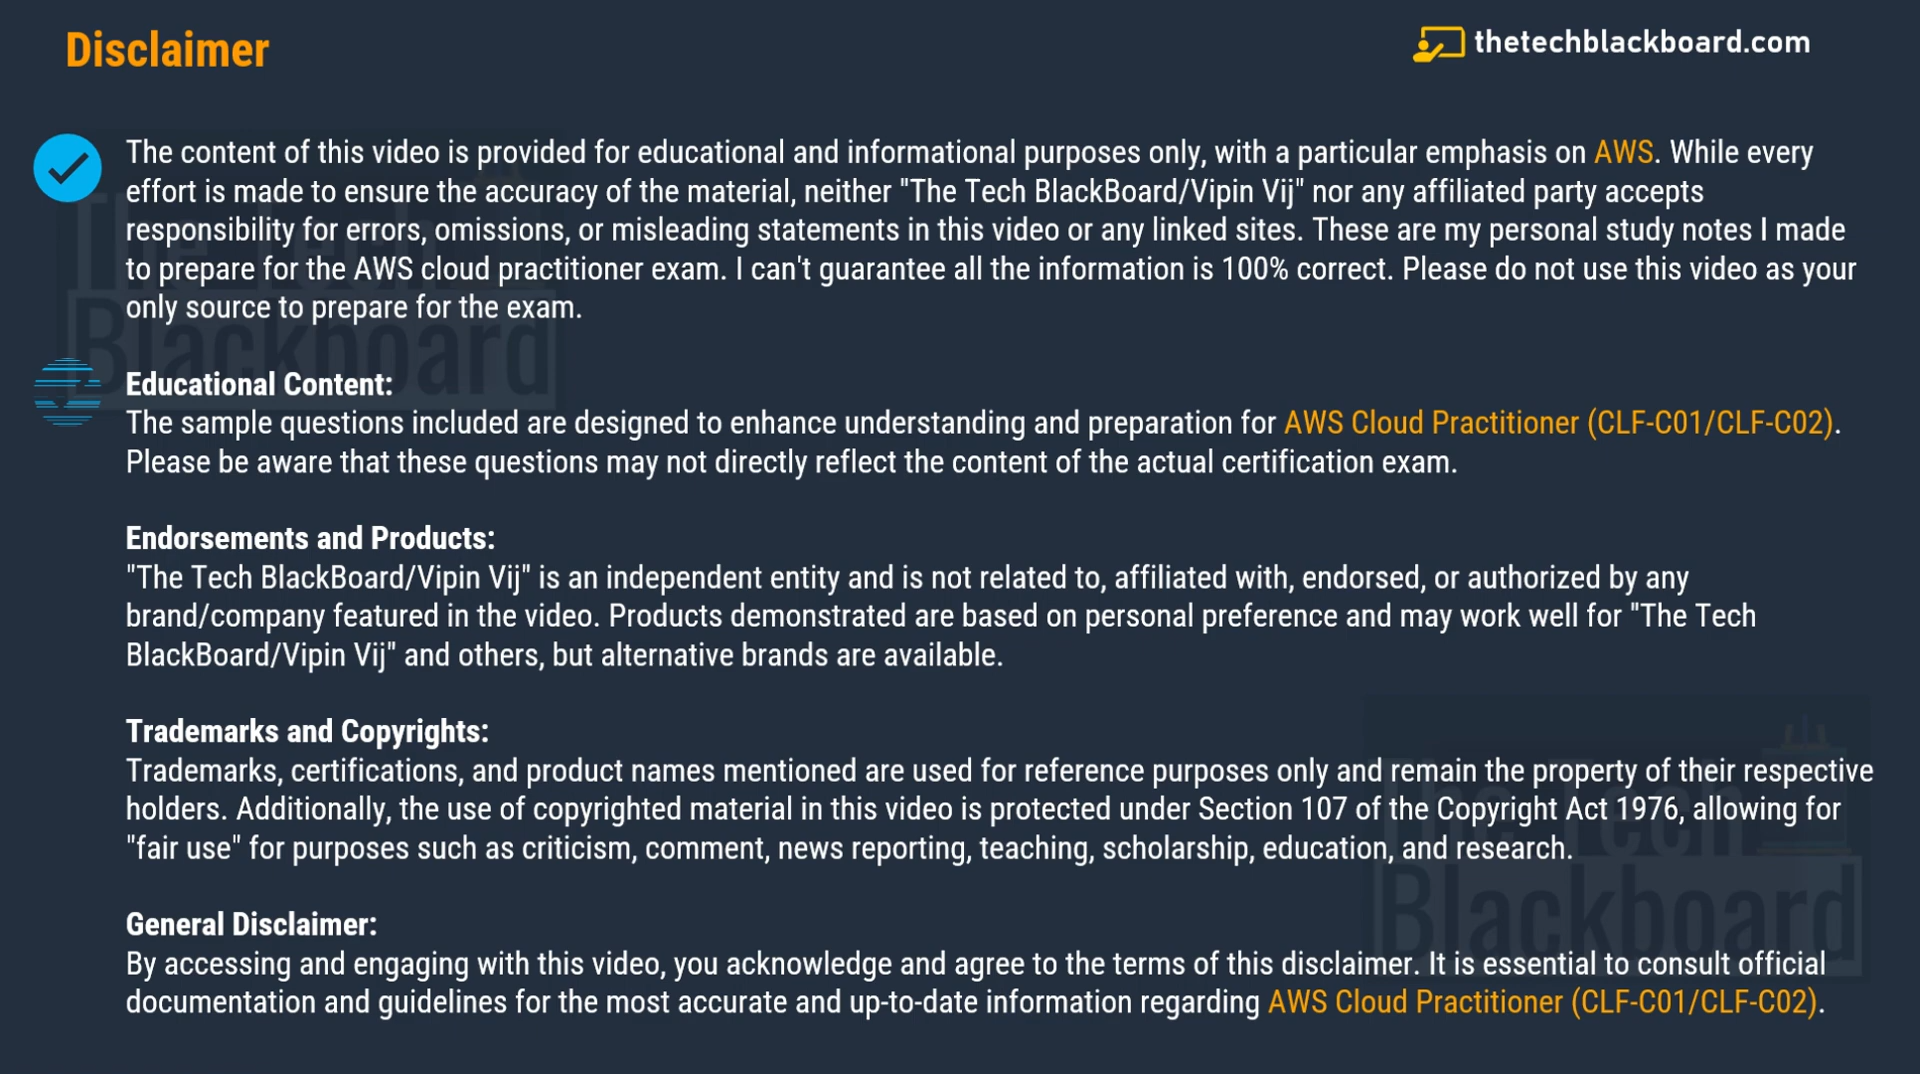 Disclaimer
thetechblackboard.com
The content of this video is provided for educational and informational purposes only, with a particular emphasis on AWS. While every
effort is made to ensure the accuracy of the material, neither "The Tech BlackBoard/Vipin Vij" nor any affiliated party accepts
responsibility for errors, omissions, or misleading statements in this video or any linked sites. These are my personal study notes I made
to prepare for the AWS cloud practitioner exam. I can't guarantee all the information is 100% correct. Please do not use this video as your
only source to prepare for the exam.
Educational Content:
The sample questions included are designed to enhance understanding and preparation for AWS Cloud Practitioner (CLF-C01/CLF-C02).
Please be aware that these questions may not directly reflect the content of the actual certification exam.
Endorsements and Products:
"The Tech BlackBoard/Vipin Vij" is an independent entity and is not related to, affiliated with, endorsed, or authorized by any
brand/company featured in the video. Products demonstrated are based on personal preference and may work well for "The Tech
BlackBoard/Vipin Vij" and others, but alternative brands are available.
Trademarks and Copyrights:
Trademarks, certifications, and product names mentioned are used for reference purposes only and remain the property of their respective
holders. Additionally, the use of copyrighted material in this video is protected under Section 107 of the Copyright Act 1976, allowing for
"fair use" for purposes such as criticism, comment, news reporting, teaching, scholarship, education, and research.
General Disclaimer:
By accessing and engaging with this video, you acknowledge and agree to the terms of this disclaimer. It is essential to consult official
documentation and guidelines for the most accurate and up-to-date information regarding AWS Cloud Practitioner (CLF-C01/CLF-C02).
The Tech
Blackboard
The Tech
Blackboard